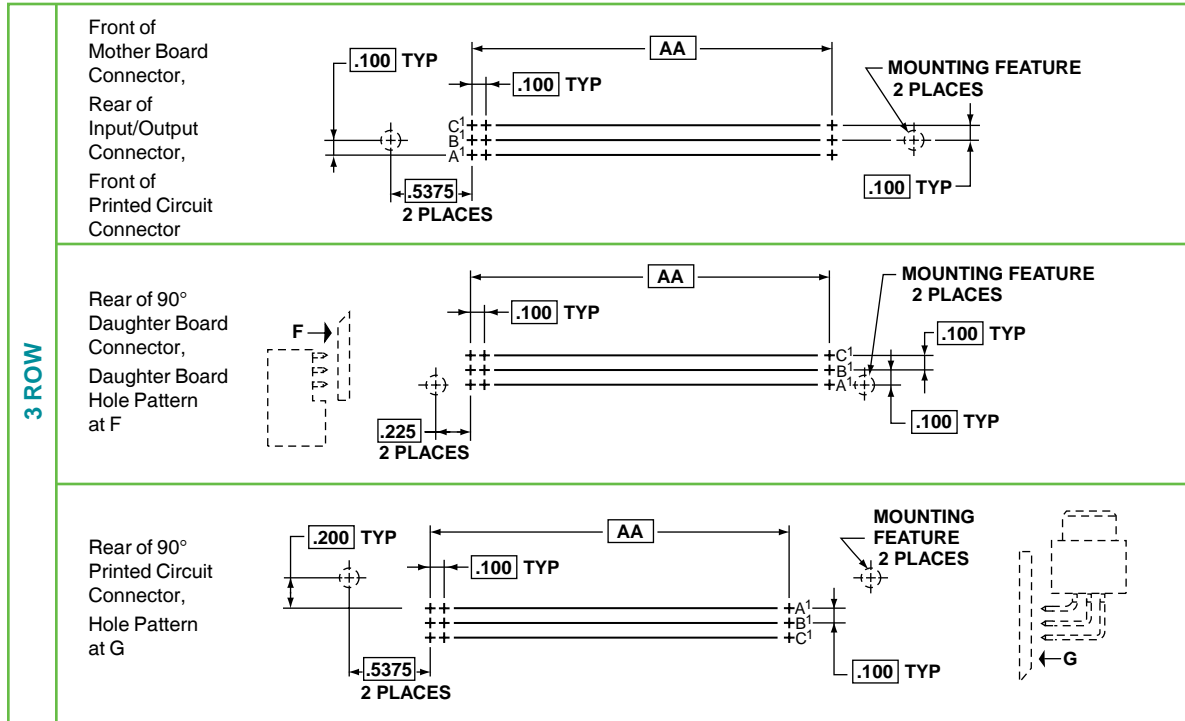 3 ROW
Front of
Mother Board
Connector,
Rear of
Input/Output
Connector,
Front of
Printed Circuit
Connector
.100 TYP
AA
.100 TYP
MOUNTING FEATURE
2 PLACES
C1
B1
A1
.5375
2 PLACES
.100 TYP
Rear of 90°
Daughter Board
Connector,
Daughter Board
Hole Pattern
at F
F
AA
.100 TYP
MOUNTING FEATURE
2 PLACES
.100 TYP
C1
B1
A1
.225
2 PLACES
.100 TYP
Rear of 90°
Printed Circuit
Connector,
Hole Pattern
at G
.200 TYP
AA
.100 TYP
MOUNTING
FEATURE
2 PLACES
A1
B1
C1
.5375
2 PLACES
.100 TYP
G